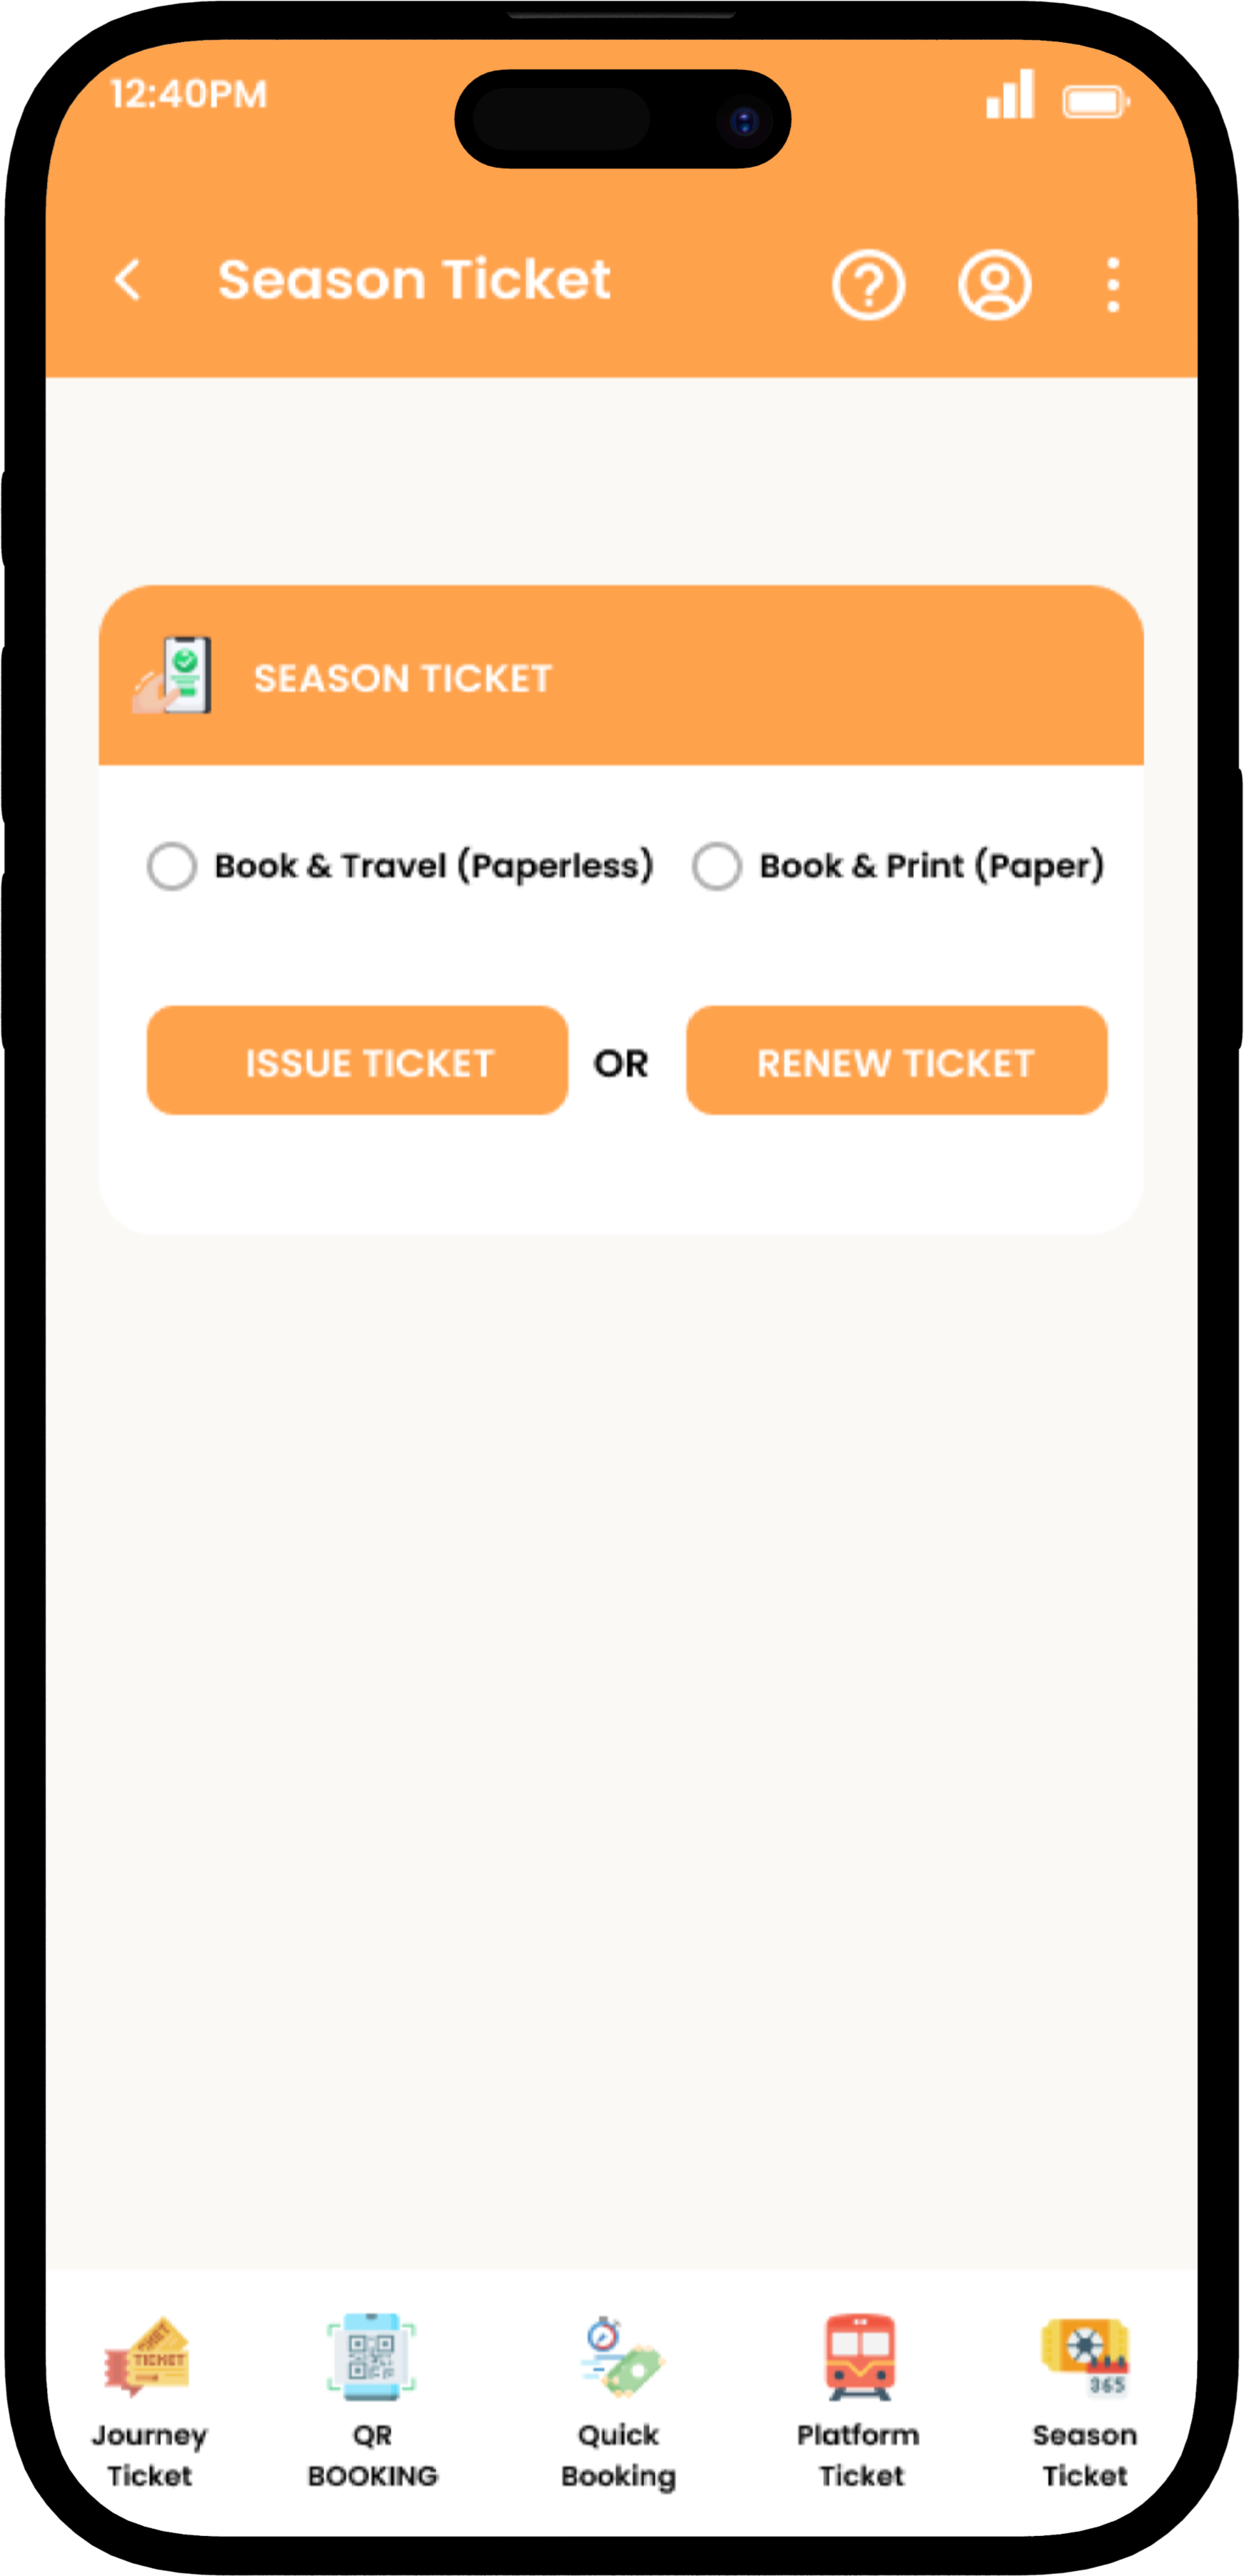 12:40PM
Season Ticket
SEASON TICKET
Book & Travel (Paperless) Book & Print (Paper)
ISSUE TICKET OR RENEW TICKET
TICKET
TICKET
365
Journey
Ticket
QR
BOOKING
Quick
Booking
Platform
Ticket
Season
Ticket